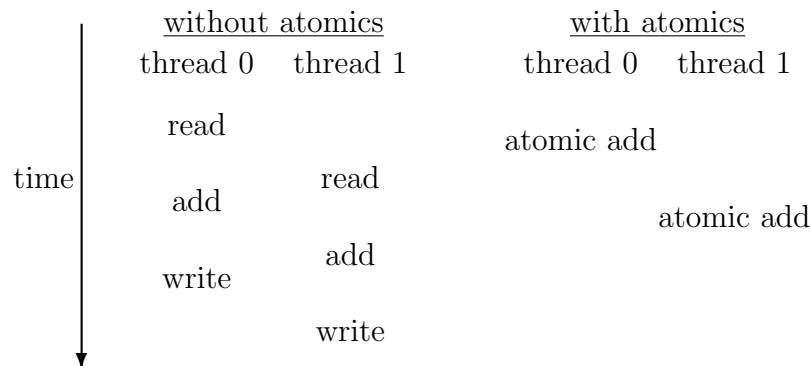 without atomics with atomics
thread 0 thread 1 thread 0 thread 1
read
atomic add
time read
add
atomic add
add
write
write